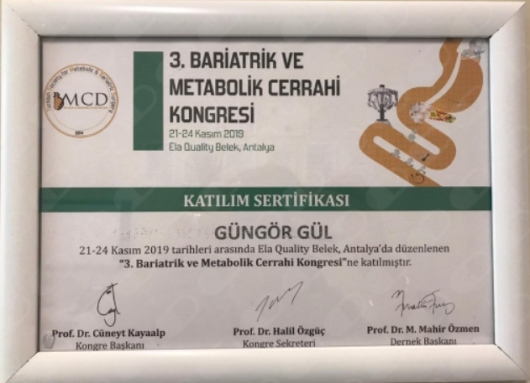 3. BARİATRİK VE
METABOLİK CERRAHİ
KONGRESİ
21-24 Kasım 2019
Ela Quality Belek, Antalya
MCD
KATILIM SERTİFİKASI
GÜNGÖR GÜL
21-24 Kasım 2019 tarihleri arasında Ela Quality Belek, Antalya'da düzenlenen
"3. Bariatrik ve Metabolik Cerrahi Kongresi"ne katılmıştır.
Prof. Dr. Cüneyt Kayaalp
Kongre Başkanı
Prof. Dr. Halil Özgüç
Kongre Sekreteri
Prof. Dr. M. Mahir Özmen
Dernek Başkanı